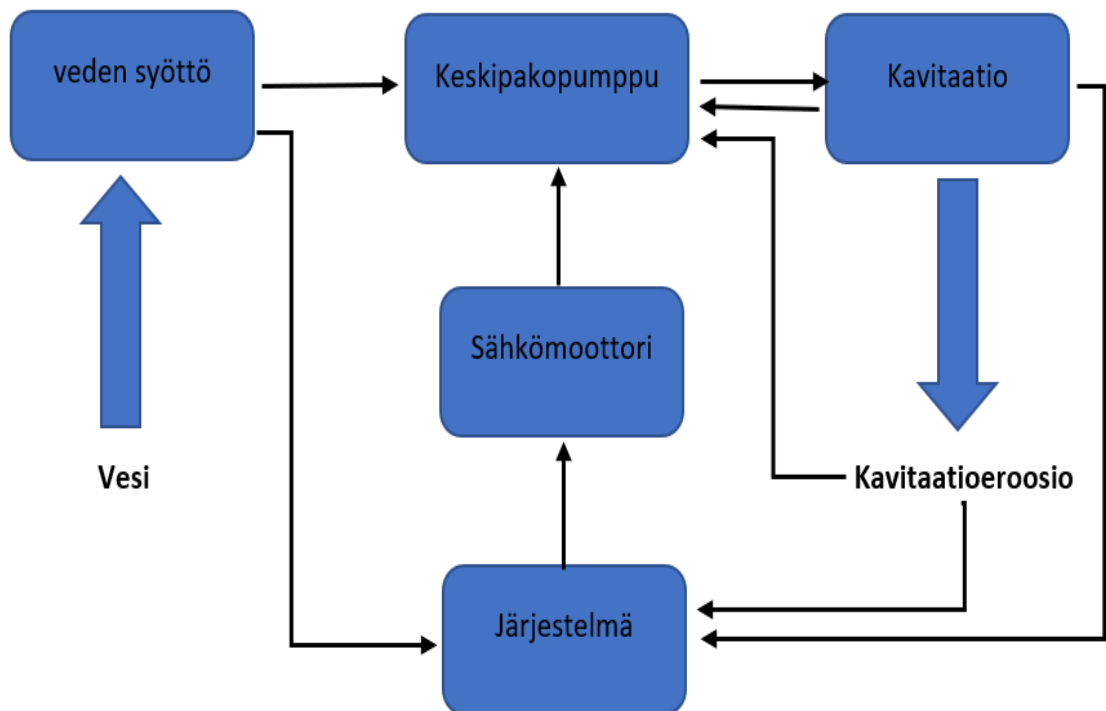 veden syöttö
Keskipakopumppu
Kavitaatio
Sähkömoottori
Vesi
Kavitaatioeroosio
Järjestelmä